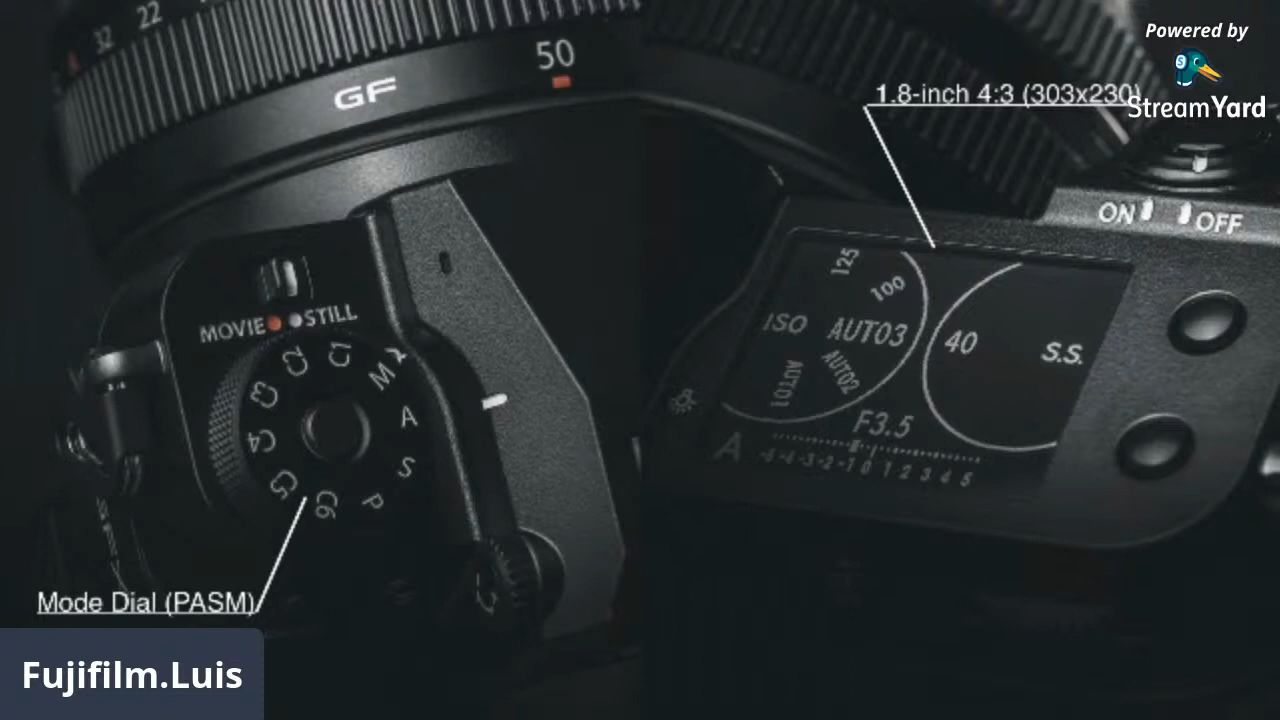 32
22
50
GF
MOVIE STILL
C2 C1
M
C3
A
C4
S
C5
C6
P
Mode Dial (PASM)
Fujifilm.Luis
Powered by
StreamYard
1.8-inch 4:3 (303x230)
ON OFF
125
100
ISO AUTO3
AUTO2
AUTO1
40 S.S.
F3.5
A
-5 -4 -3 -2 -1 0 1 2 3 4 5